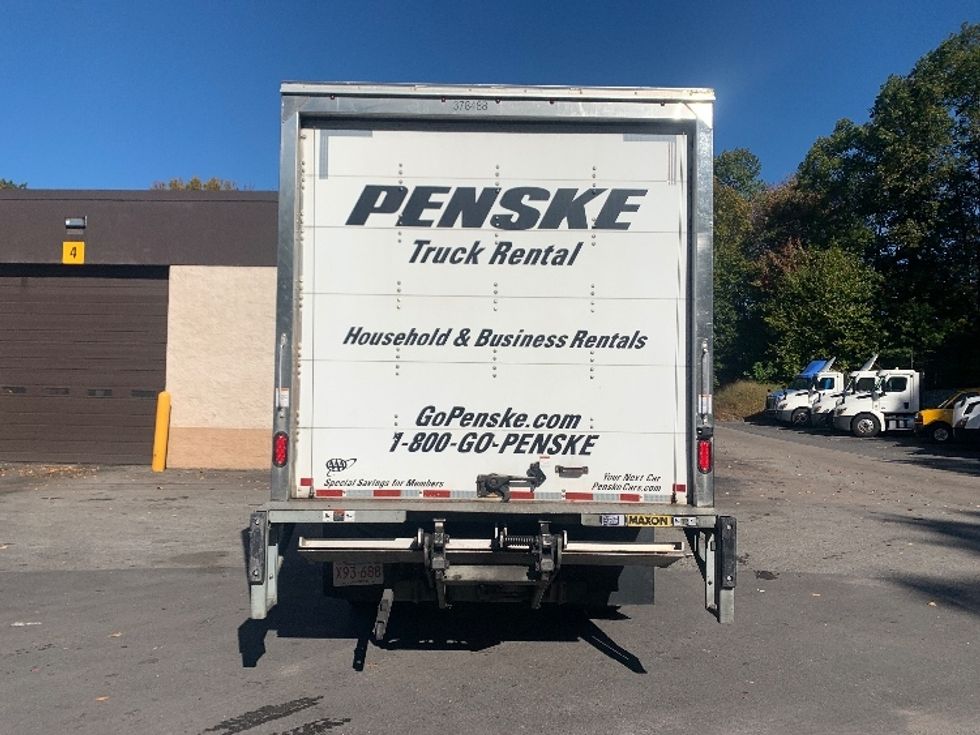 376488
4
PENSKE
Truck Rental
Household & Business Rentals
GoPenske.com
1-800-GO-PENSKE
AAA
Special Savings for Members
Your Next Car
PenskeCars.com
MAXON
X93-688